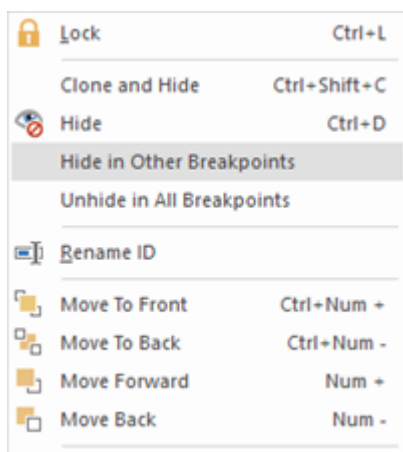 Lock Ctrl+L
Clone and Hide Ctrl+Shift+C
Hide Ctrl+D
Hide in Other Breakpoints
Unhide in All Breakpoints
Rename ID
Move To Front Ctrl+Num +
Move To Back Ctrl+Num -
Move Forward Num +
Move Back Num -